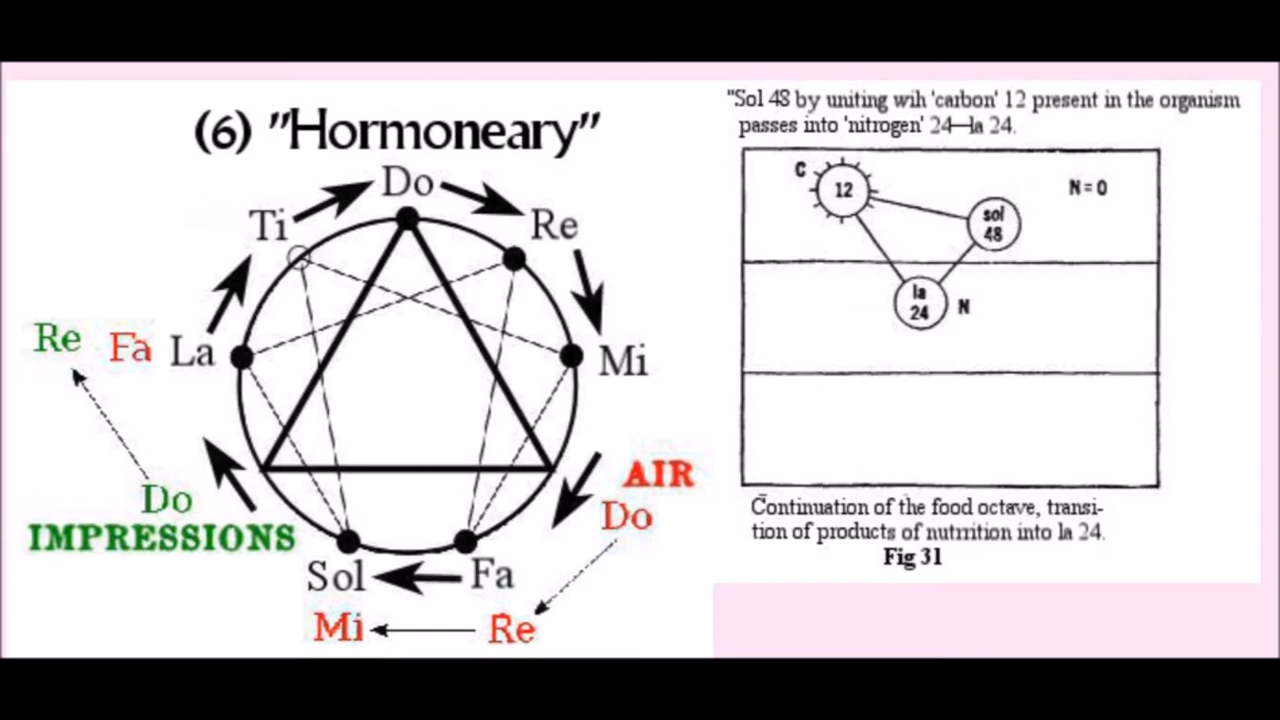 (6) "Hormoneary"
Do
Ti
Re
Re
Fa
La
Mi
Do
IMPRESSIONS
AIR
Do
Sol
Fa
Mi
Re
"Sol 48 by uniting wih 'carbon' 12 present in the organism
passes into 'nitrogen' 24—la 24.
C
12
N=0
sol
48
la
24
N
Continuation of the food octave, transi-
tion of products of nutrition into la 24.
Fig 31